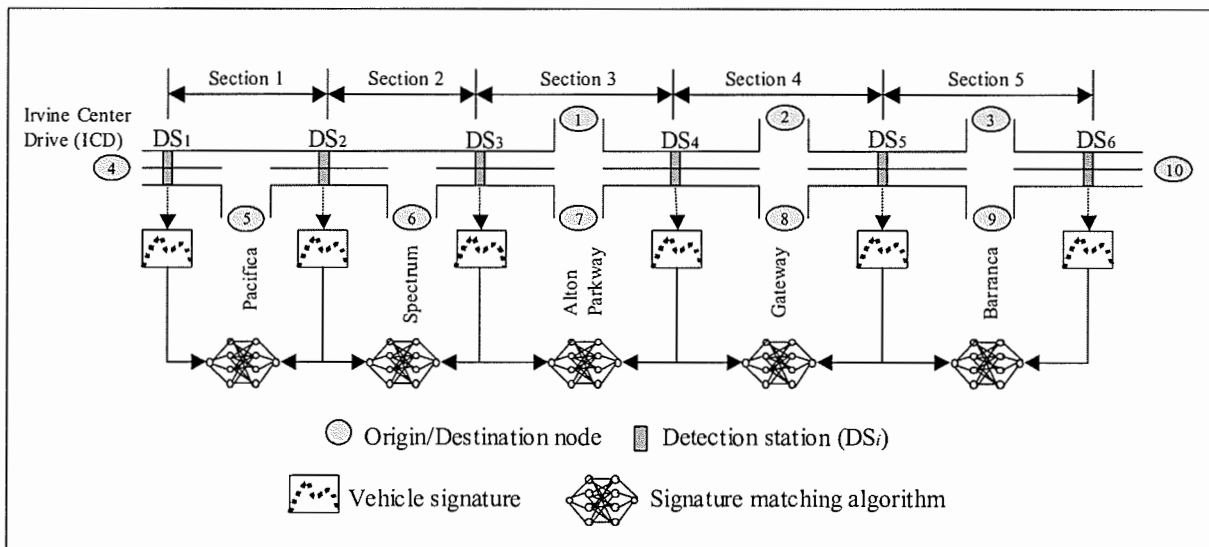 Section 1 Section 2 Section 3 Section 4 Section 5
Irvine Center
Drive (ICD)
1 2 3
DS1 DS2 DS3 DS4 DS5 DS6
4 10
5 6 7 8 9
Pacifica
Spectrum
Alton
Parkway
Gateway
Barranca
Origin/Destination node Detection station (DSi)
Vehicle signature Signature matching algorithm